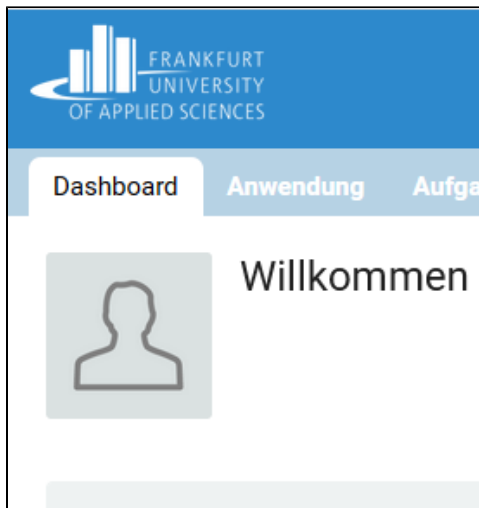 FRANKFURT
UNIVERSITY
OF APPLIED SCIENCES
Dashboard Anwendung
Willkommen